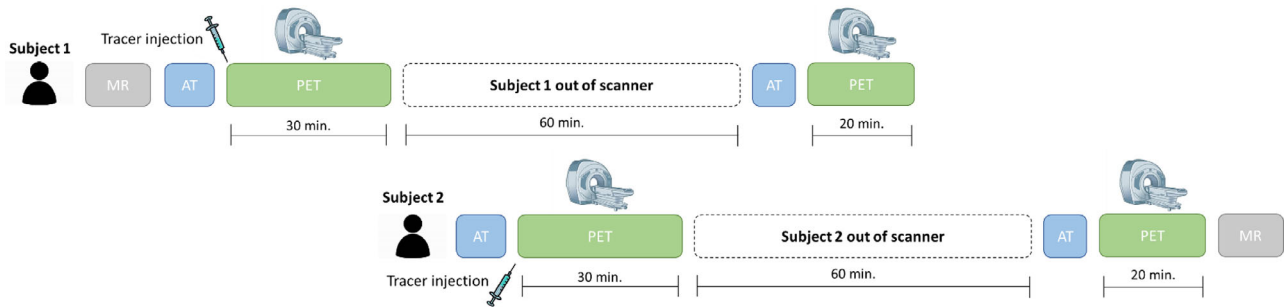 Tracer injection
Subject 1
MR
AT
PET
Subject 1 out of scanner
AT
PET
30 min.
60 min.
20 min.
Subject 2
AT
PET
Subject 2 out of scanner
AT
PET
MR
Tracer injection
30 min.
60 min.
20 min.